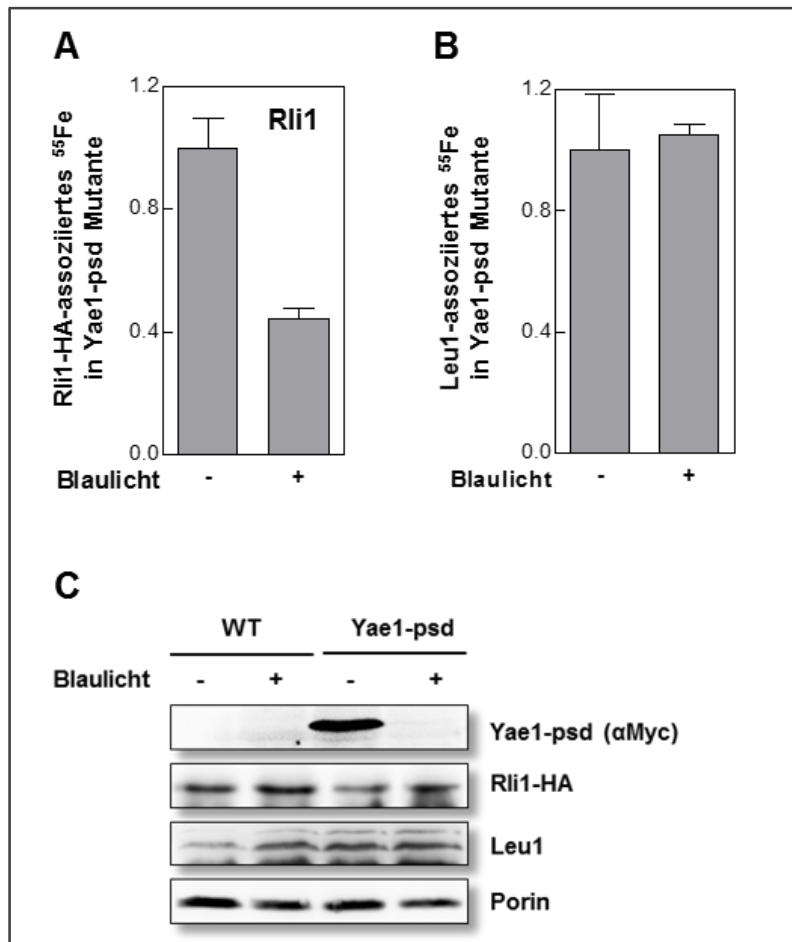 A
Rli1-HA-assoziiertes ⁵⁵Fe
in Yae1-psd Mutante
1.2
0.8
0.4
0.0
Rli1
Blaulicht - +
B
Leu1-assoziiertes ⁵⁵Fe
in Yae1-psd Mutante
1.2
0.8
0.4
0.0
Blaulicht - +
C
WT Yae1-psd
Blaulicht - + - +
Yae1-psd (αMyc)
Rli1-HA
Leu1
Porin